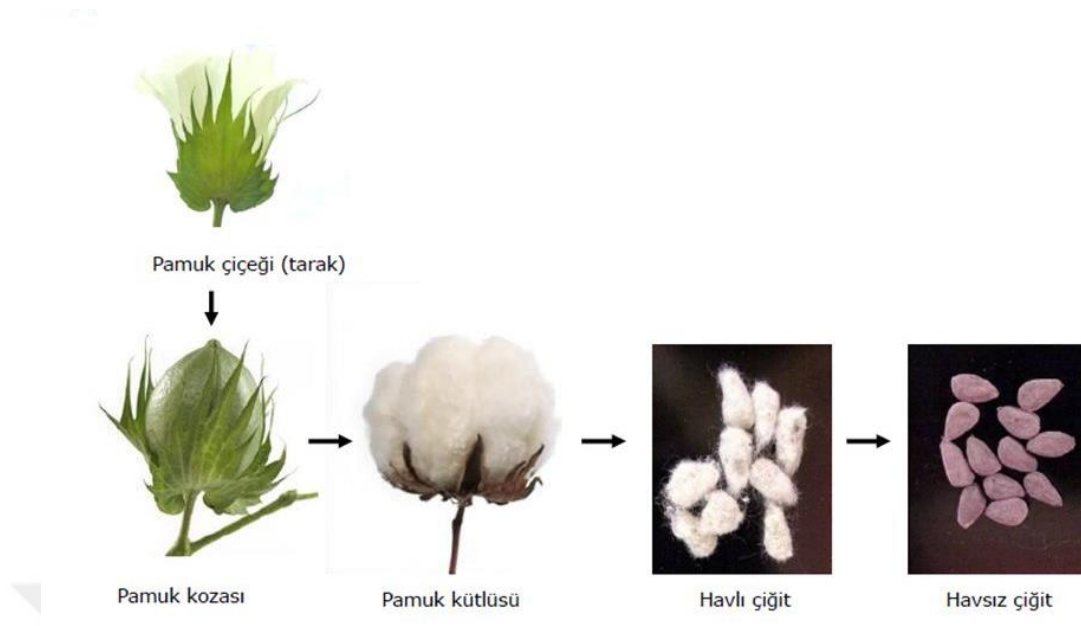 Pamuk çiçeği (tarak)
Pamuk kozası
Pamuk kütlüsü
Havlı çiğit
Havsız çiğit